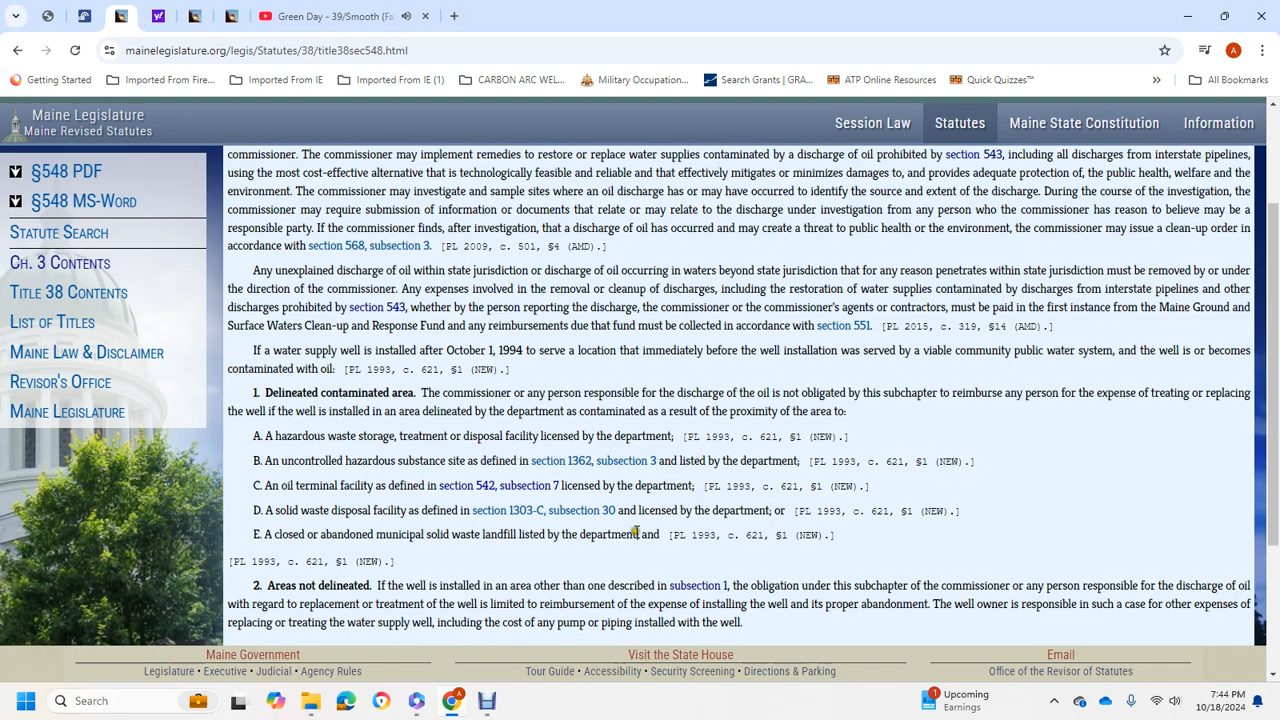 Green Day - 39/Smooth (Fa
mainelegislature.org/legis/Statutes/38/title38sec548.html
A
Getting Started
Imported From Fire...
Imported From IE
Imported From IE (1)
CARBON ARC WEL...
Military Occupation...
Search Grants | GRA...
ATP Online Resources
Quick Quizzes™
»
All Bookmarks
Maine Legislature
Maine Revised Statutes
Session Law
Statutes
Maine State Constitution
Information
§548 PDF
§548 MS-Word
Statute Search
Ch. 3 Contents
Title 38 Contents
List of Titles
Maine Law & Disclaimer
Revisor's Office
Maine Legislature
commissioner. The commissioner may implement remedies to restore or replace water supplies contaminated by a discharge of oil prohibited by section 543, including all discharges from interstate pipelines,
using the most cost-effective alternative that is technologically feasible and reliable and that effectively mitigates or minimizes damages to, and provides adequate protection of, the public health, welfare and the
environment. The commissioner may investigate and sample sites where an oil discharge has or may have occurred to identify the source and extent of the discharge. During the course of the investigation, the
commissioner may require submission of information or documents that relate or may relate to the discharge under investigation from any person who the commissioner has reason to believe may be a
responsible party. If the commissioner finds, after investigation, that a discharge of oil has occurred and may create a threat to public health or the environment, the commissioner may issue a clean-up order in
accordance with section 568, subsection 3. [PL 2009, c. 501, §4 (AMD).]
Any unexplained discharge of oil within state jurisdiction or discharge of oil occurring in waters beyond state jurisdiction that for any reason penetrates within state jurisdiction must be removed by or under
the direction of the commissioner. Any expenses involved in the removal or cleanup of discharges, including the restoration of water supplies contaminated by discharges from interstate pipelines and other
discharges prohibited by section 543, whether by the person reporting the discharge, the commissioner or the commissioner's agents or contractors, must be paid in the first instance from the Maine Ground and
Surface Waters Clean-up and Response Fund and any reimbursements due that fund must be collected in accordance with section 551. [PL 2015, c. 319, §14 (AMD).]
If a water supply well is installed after October 1, 1994 to serve a location that immediately before the well installation was served by a viable community public water system, and the well is or becomes
contaminated with oil: [PL 1993, c. 621, §1 (NEW).]
1. Delineated contaminated area. The commissioner or any person responsible for the discharge of the oil is not obligated by this subchapter to reimburse any person for the expense of treating or replacing
the well if the well is installed in an area delineated by the department as contaminated as a result of the proximity of the area to:
A. A hazardous waste storage, treatment or disposal facility licensed by the department; [PL 1993, c. 621, §1 (NEW).]
B. An uncontrolled hazardous substance site as defined in section 1362, subsection 3 and listed by the department; [PL 1993, c. 621, §1 (NEW).]
C. An oil terminal facility as defined in section 542, subsection 7 licensed by the department; [PL 1993, c. 621, §1 (NEW).]
D. A solid waste disposal facility as defined in section 1303-C, subsection 30 and licensed by the department; or [PL 1993, c. 621, §1 (NEW).]
E. A closed or abandoned municipal solid waste landfill listed by the department; and [PL 1993, c. 621, §1 (NEW).]
[PL 1993, c. 621, §1 (NEW).]
2. Areas not delineated. If the well is installed in an area other than one described in subsection 1, the obligation under this subchapter of the commissioner or any person responsible for the discharge of oil
with regard to replacement or treatment of the well is limited to reimbursement of the expense of installing the well and its proper abandonment. The well owner is responsible in such a case for other expenses of
replacing or treating the water supply well, including the cost of any pump or piping installed with the well.
Maine Government
Legislature • Executive • Judicial • Agency Rules
Visit the State House
Tour Guide • Accessibility • Security Screening • Directions & Parking
Email
Office of the Revisor of Statutes
Search
1
Upcoming
Earnings
7:44 PM
10/18/2024